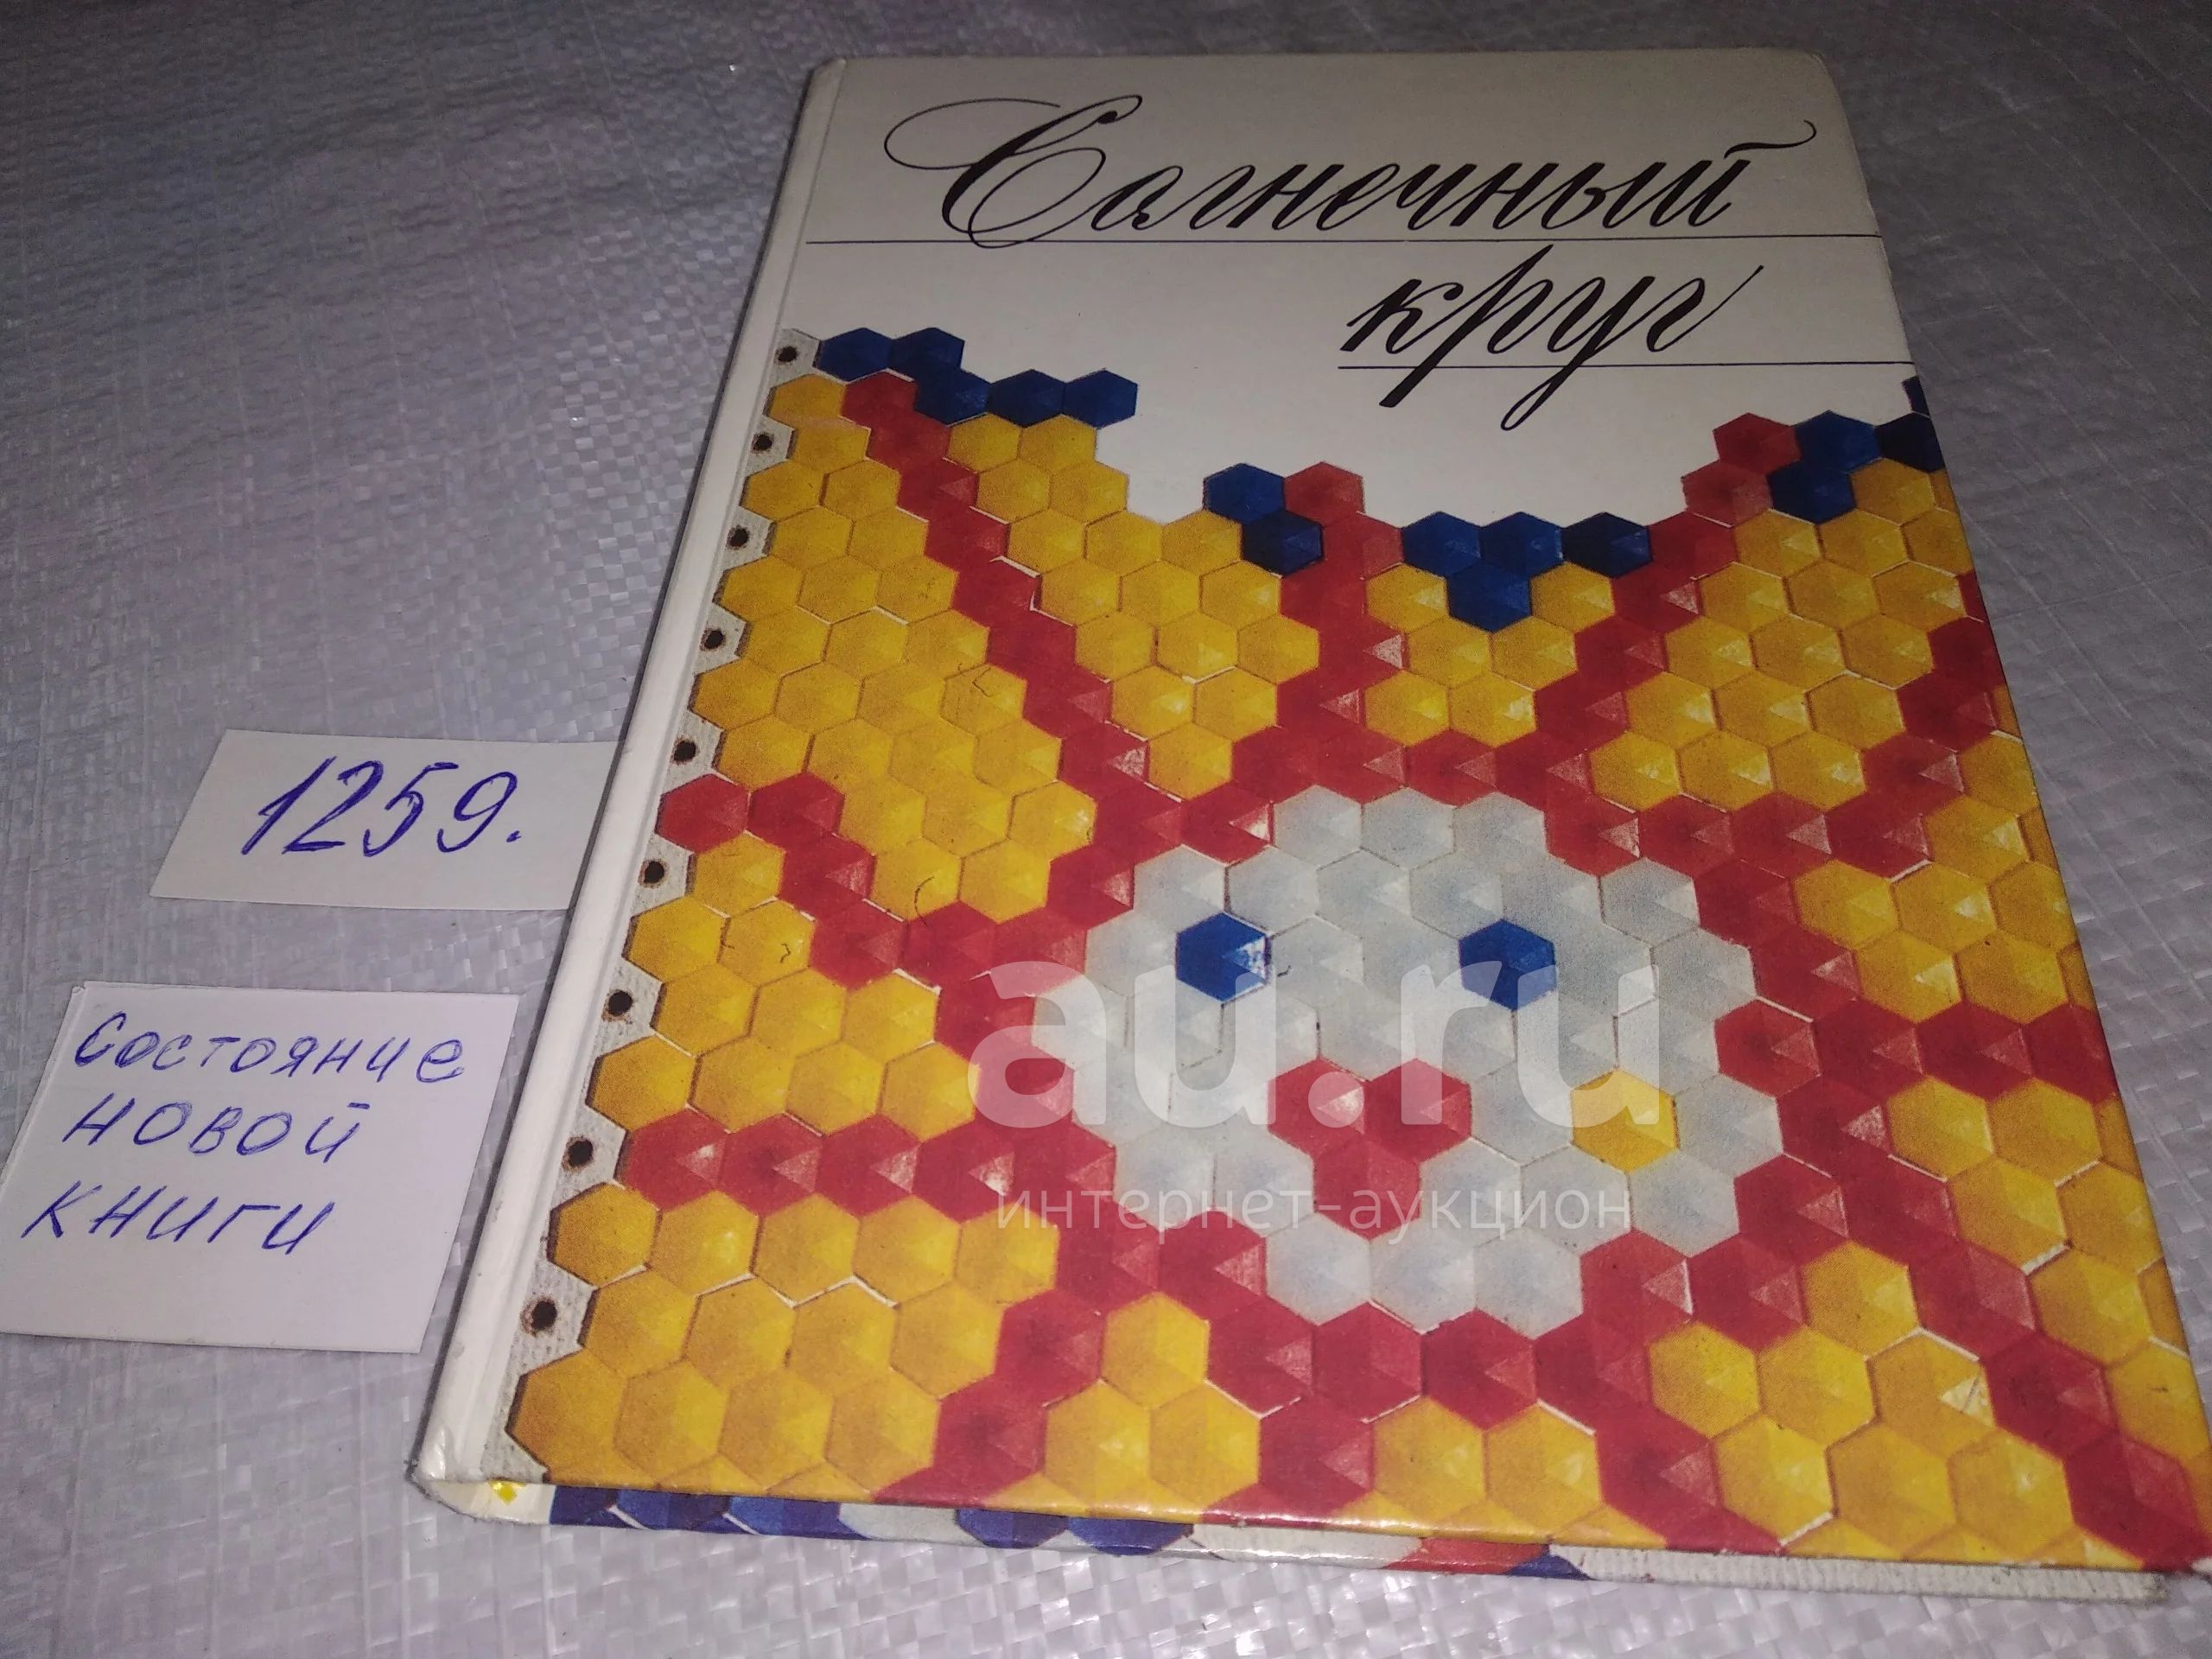 Солнечный
круг
1259.
Состояние
новой
книги
au.ru
интернет-аукцион